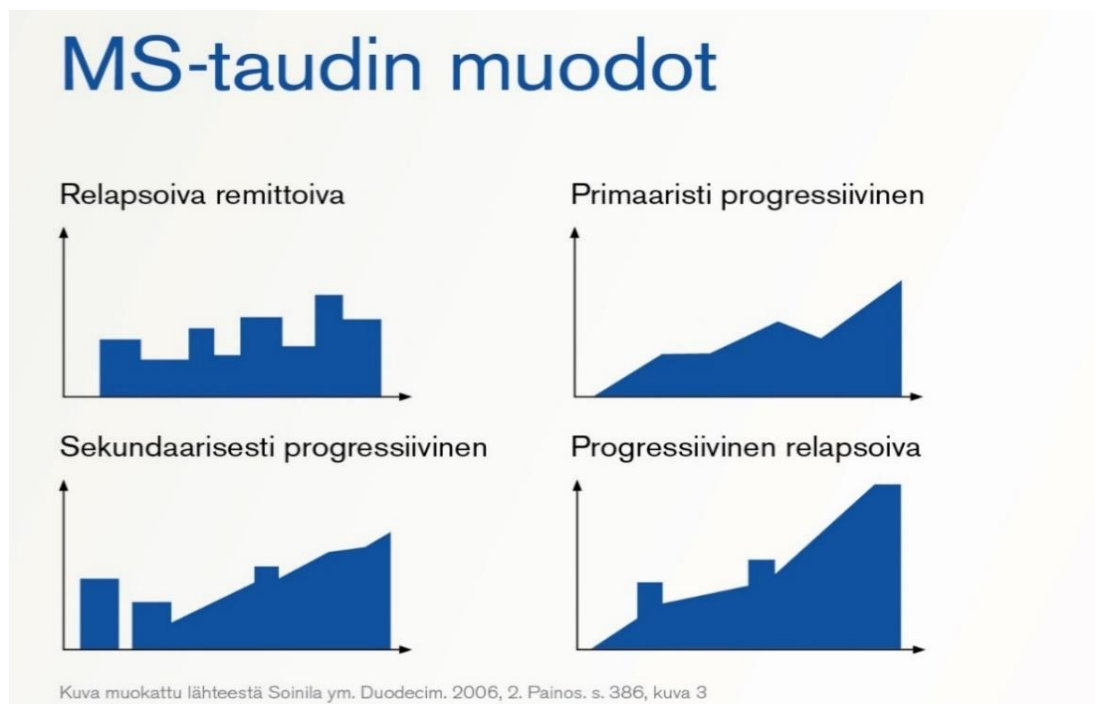 MS-taudin muodot
Relapsoiva remittoiva
Primaaristi progressiivinen
Sekundaarisesti progressiivinen
Progressiivinen relapsoiva
Kuva muokattu lähteestä Soinila ym. Duodecim. 2006, 2. Painos. s. 386, kuva 3